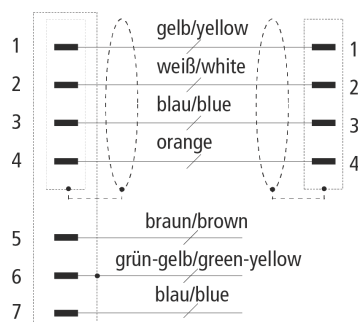 gelb/yellow
1 1
weiß/white
2 2
blau/blue
3 3
orange
4 4
braun/brown
5
grün-gelb/green-yellow
6
blau/blue
7